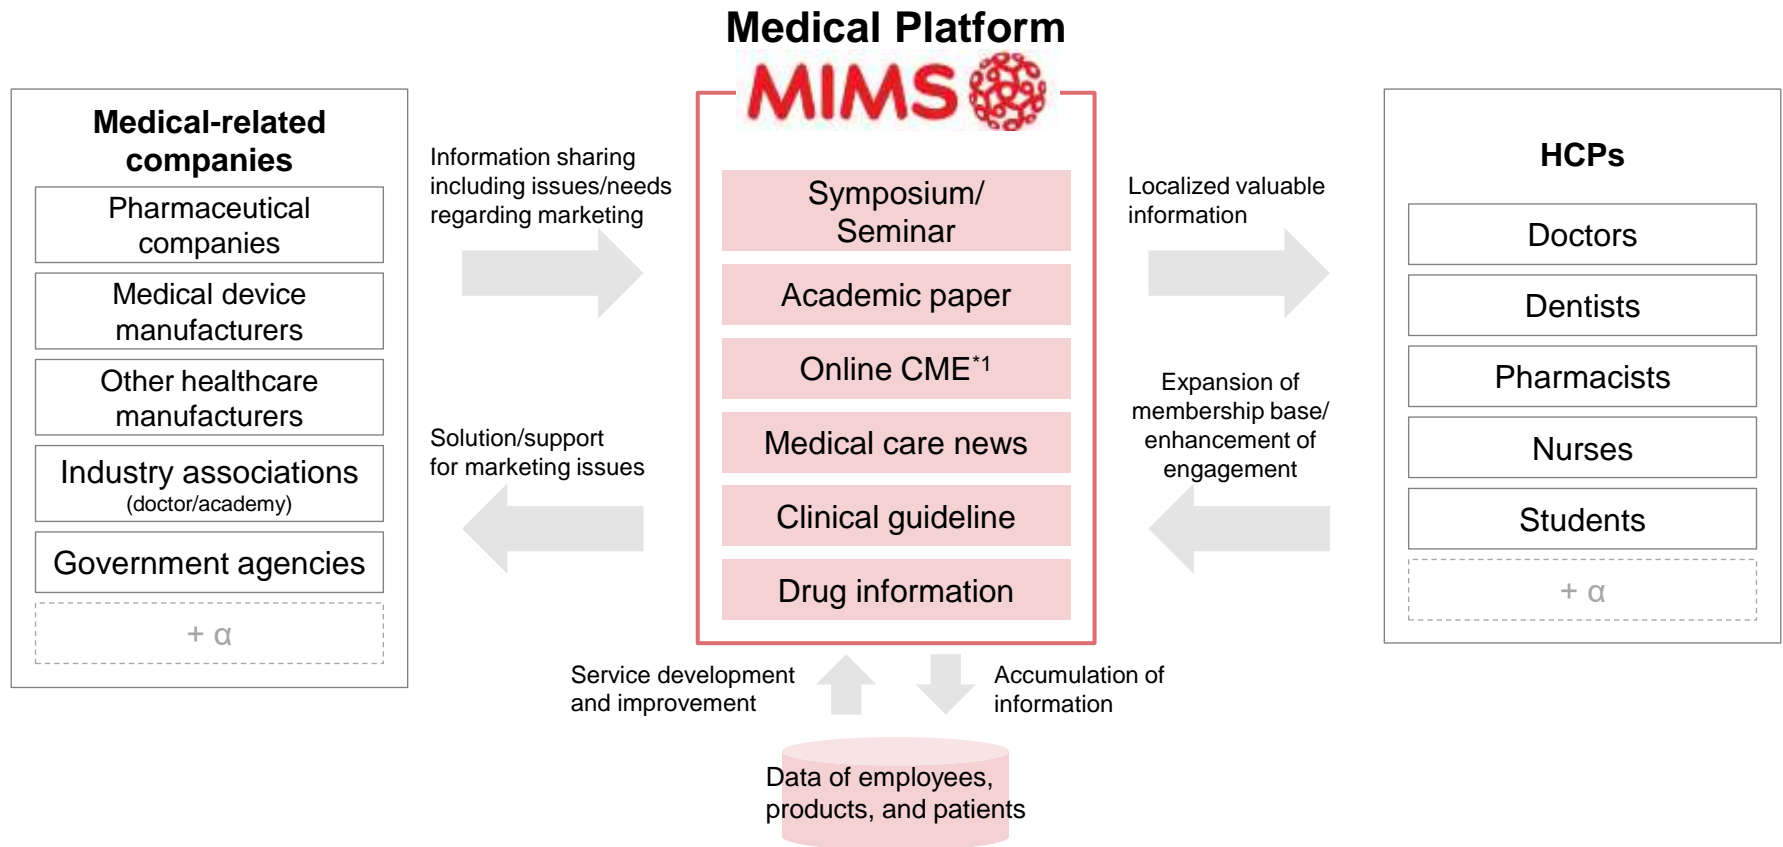 Medical Platform
MIMS
Medical-related
companies
Pharmaceutical
companies
Medical device
manufacturers
Other healthcare
manufacturers
Industry associations
(doctor/academy)
Government agencies
+ α
Information sharing
including issues/needs
regarding marketing
Solution/support
for marketing issues
Symposium/
Seminar
Academic paper
Online CME*1
Medical care news
Clinical guideline
Drug information
Localized valuable
information
Expansion of
membership base/
enhancement of
engagement
HCPs
Doctors
Dentists
Pharmacists
Nurses
Students
+ α
Service development
and improvement
Accumulation of
information
Data of employees,
products, and patients